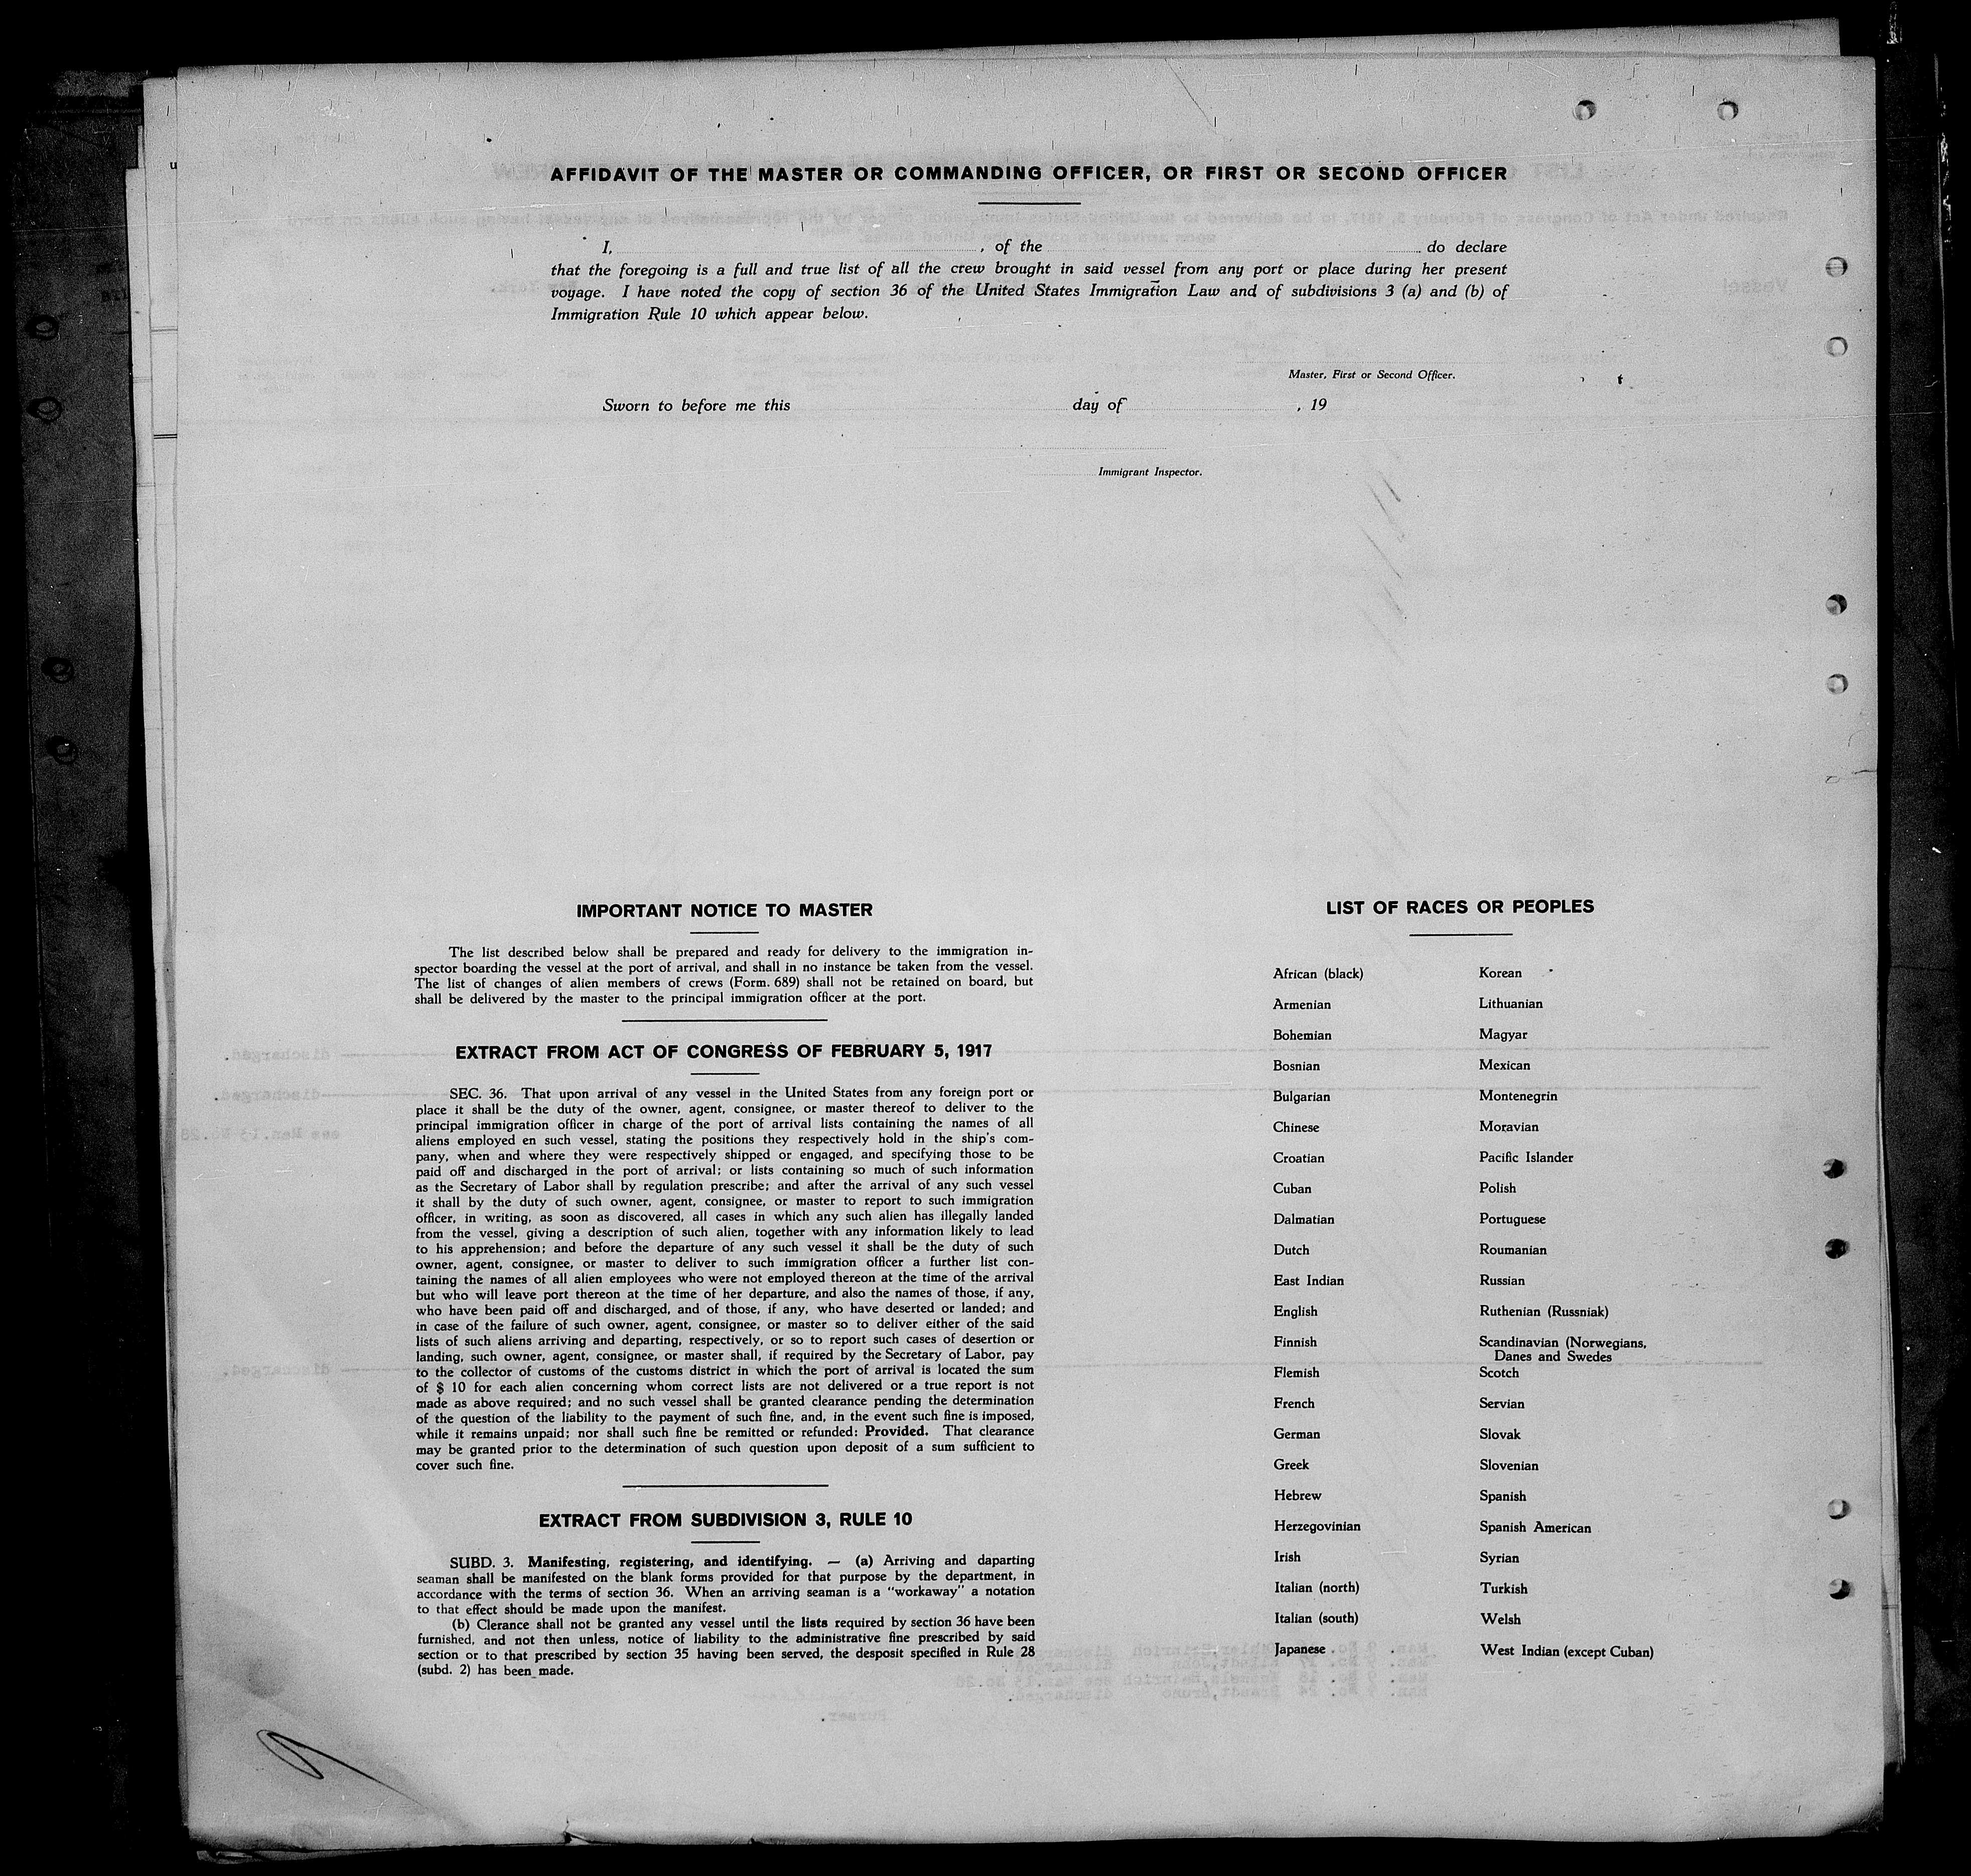 AFFIDAVIT OF THE MASTER OR COMMANDING OFFICER, OR FIRST OR SECOND OFFICER
I, , of the do declare
that the foregoing is a full and true list of all the crew brought in said vessel from any port or place during her present
voyage. I have noted the copy of section 36 of the United States Immigration Law and of subdivisions 3 (a) and (b) of
Immigration Rule 10 which appear below.
Master, First or Second Officer.
Sworn to before me this day of , 19
Immigrant Inspector.
IMPORTANT NOTICE TO MASTER
The list described below shall be prepared and ready for delivery to the immigration in-
spector boarding the vessel at the port of arrival, and shall in no instance be taken from the vessel.
The list of changes of alien members of crews (Form. 689) shall not be retained on board, but
shall be delivered by the master to the principal immigration officer at the port.
EXTRACT FROM ACT OF CONGRESS OF FEBRUARY 5, 1917
SEC. 36. That upon arrival of any vessel in the United States from any foreign port or
place it shall be the duty of the owner, agent, consignee, or master thereof to deliver to the
principal immigration officer in charge of the port of arrival lists containing the names of all
aliens employed en such vessel, stating the positions they respectively hold in the ship's com-
pany, when and where they were respectively shipped or engaged, and specifying those to be
paid off and discharged in the port of arrival; or lists containing so much of such information
as the Secretary of Labor shall by regulation prescribe; and after the arrival of any such vessel
it shall by the duty of such owner, agent, consignee, or master to report to such immigration
officer, in writing, as soon as discovered, all cases in which any such alien has illegally landed
from the vessel, giving a description of such alien, together with any information likely to lead
to his apprehension; and before the departure of any such vessel it shall be the duty of such
owner, agent, consignee, or master to deliver to such immigration officer a further list con-
taining the names of all alien employees who were not employed thereon at the time of the arrival
but who will leave port thereon at the time of her departure, and also the names of those, if any,
who have been paid off and discharged, and of those, if any, who have deserted or landed; and
in case of the failure of such owner, agent, consignee, or master so to deliver either of the said
lists of such aliens arriving and departing, respectively, or so to report such cases of desertion or
landing, such owner, agent, consignee, or master shall, if required by the Secretary of Labor, pay
to the collector of customs of the customs district in which the port of arrival is located the sum
of $ 10 for each alien concerning whom correct lists are not delivered or a true report is not
made as above required; and no such vessel shall be granted clearance pending the determination
of the question of the liability to the payment of such fine, and, in the event such fine is imposed,
while it remains unpaid; nor shall such fine be remitted or refunded: Provided. That clearance
may be granted prior to the determination of such question upon deposit of a sum sufficient to
cover such fine.
EXTRACT FROM SUBDIVISION 3, RULE 10
SUBD. 3. Manifesting, registering, and identifying. — (a) Arriving and daparting
seaman shall be manifested on the blank forms provided for that purpose by the department, in
accordance with the terms of section 36. When an arriving seaman is a "workaway" a notation
to that effect should be made upon the manifest.
(b) Clerance shall not be granted any vessel until the lists required by section 36 have been
furnished, and not then unless, notice of liability to the administrative fine prescribed by said
section or to that prescribed by section 35 having been served, the desposit specified in Rule 28
(subd. 2) has been made.
LIST OF RACES OR PEOPLES
African (black)
Armenian
Bohemian
Bosnian
Bulgarian
Chinese
Croatian
Cuban
Dalmatian
Dutch
East Indian
English
Finnish
Flemish
French
German
Greek
Hebrew
Herzegovinian
Irish
Italian (north)
Italian (south)
Japanese
Korean
Lithuanian
Magyar
Mexican
Montenegrin
Moravian
Pacific Islander
Polish
Portuguese
Roumanian
Russian
Ruthenian (Russniak)
Scandinavian (Norwegians,
Danes and Swedes
Scotch
Servian
Slovak
Slovenian
Spanish
Spanish American
Syrian
Turkish
Welsh
West Indian (except Cuban)